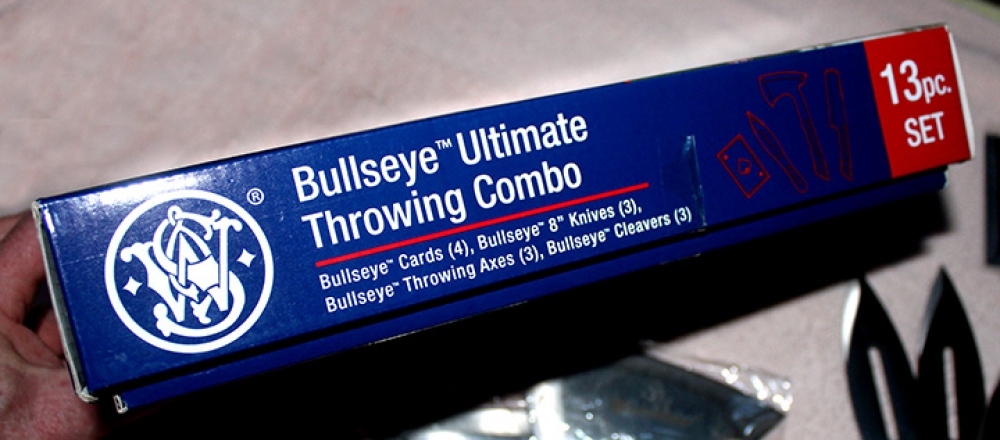 Bullseye™ Ultimate
Throwing Combo
Bullseye™ Cards (4), Bullseye™ 8" Knives (3),
Bullseye™ Throwing Axes (3), Bullseye™ Cleavers (3)
13pc.
SET
S&W®